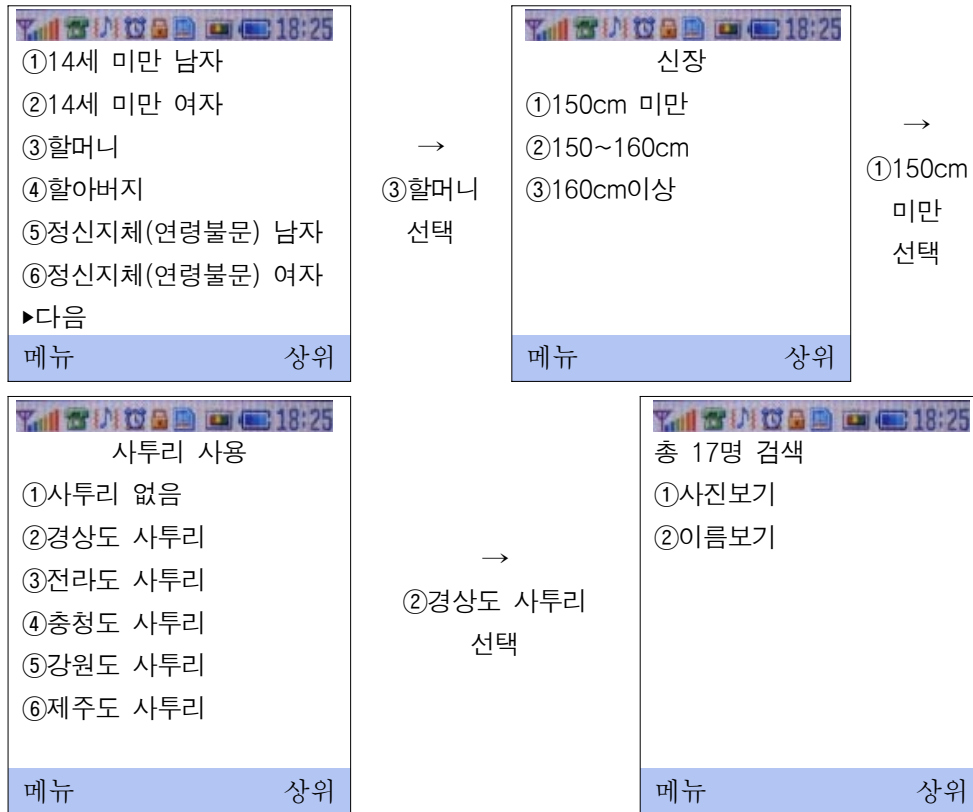 18:25
①14세 미만 남자
②14세 미만 여자
③할머니
④할아버지
⑤정신지체(연령불문) 남자
⑥정신지체(연령불문) 여자
▶다음
메뉴 상위
→
③할머니
선택
18:25
신장
①150cm 미만
②150~160cm
③160cm이상
메뉴 상위
→
①150cm
미만
선택
18:25
사투리 사용
①사투리 없음
②경상도 사투리
③전라도 사투리
④충청도 사투리
⑤강원도 사투리
⑥제주도 사투리
메뉴 상위
→
②경상도 사투리
선택
18:25
총 17명 검색
①사진보기
②이름보기
메뉴 상위